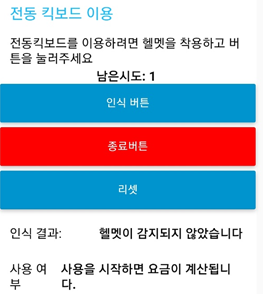 전동 킥보드 이용
전동킥보드를 이용하려면 헬멧을 착용하고 버
튼을 눌러주세요
남은시도: 1
인식 버튼
종료버튼
리셋
인식 결과: 헬멧이 감지되지 않았습니다
사용 여 사용을 시작하면 요금이 계산됩니
부 다.